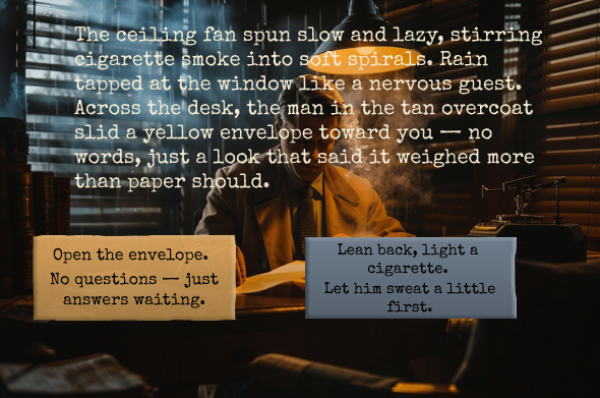 The ceiling fan spun slow and lazy, stirring
cigarette smoke into soft spirals. Rain
tapped at the window like a nervous guest.
Across the desk, the man in the tan overcoat
slid a yellow envelope toward you — no
words, just a look that said it weighed more
than paper should.
Open the envelope.
No questions — just
answers waiting.
Lean back, light a
cigarette.
Let him sweat a little
first.